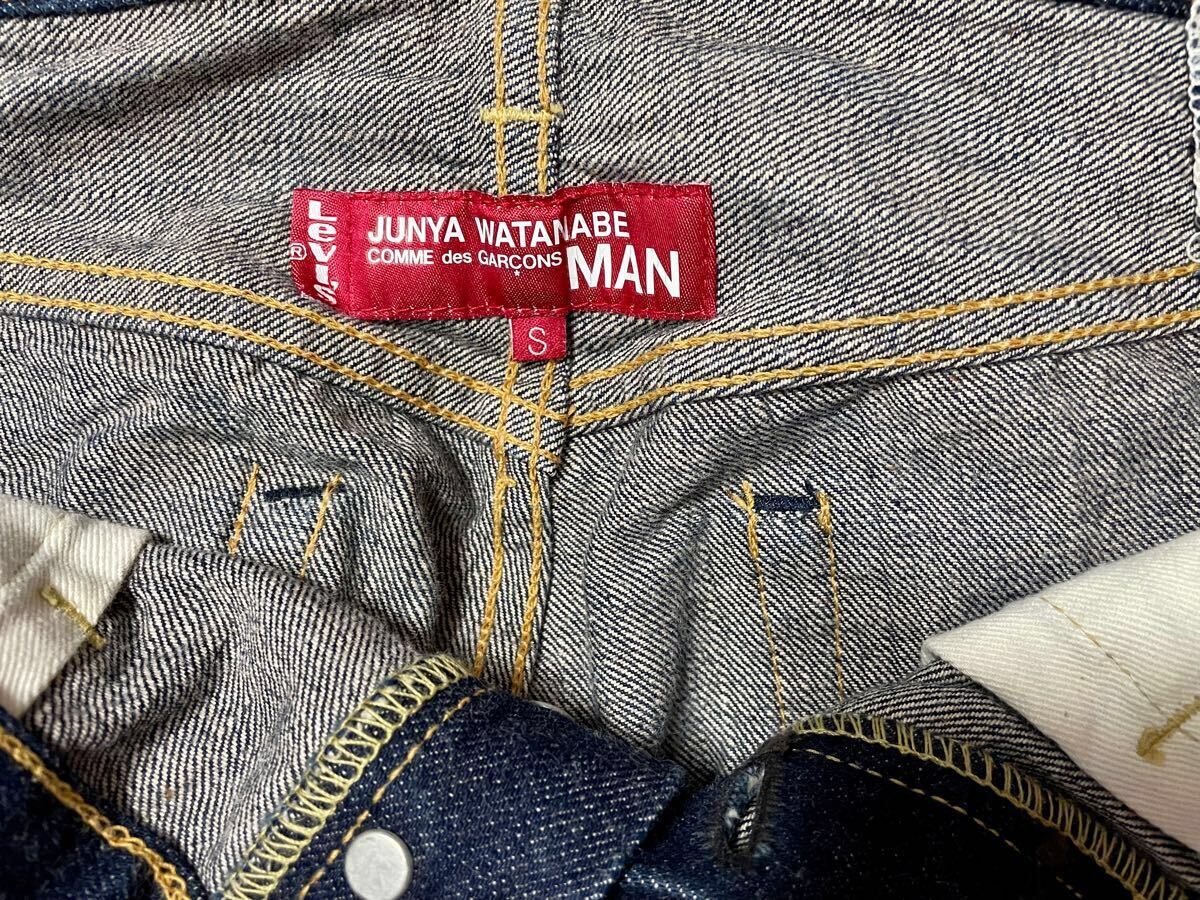 Levi's
®
JUNYA WATANABE
COMME des GARÇONS MAN
S